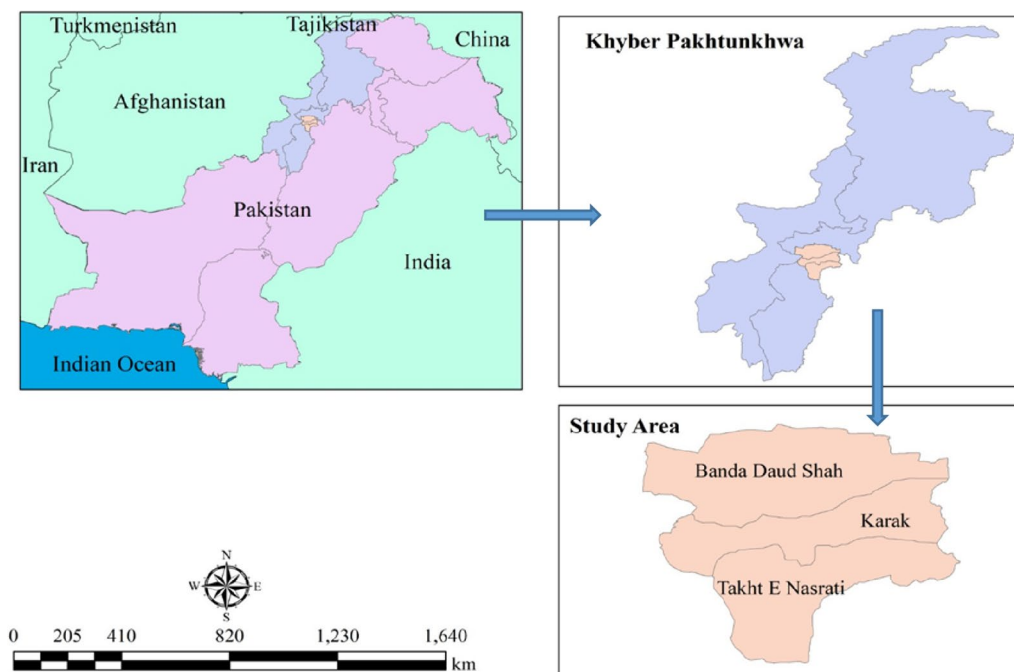 Turkmenistan
Tajikistan
China
Afghanistan
Iran
Pakistan
India
Indian Ocean
Khyber Pakhtunkhwa
Study Area
Banda Daud Shah
Karak
Takht E Nasrati
N
W E
S
0 205 410 820 1,230 1,640
km